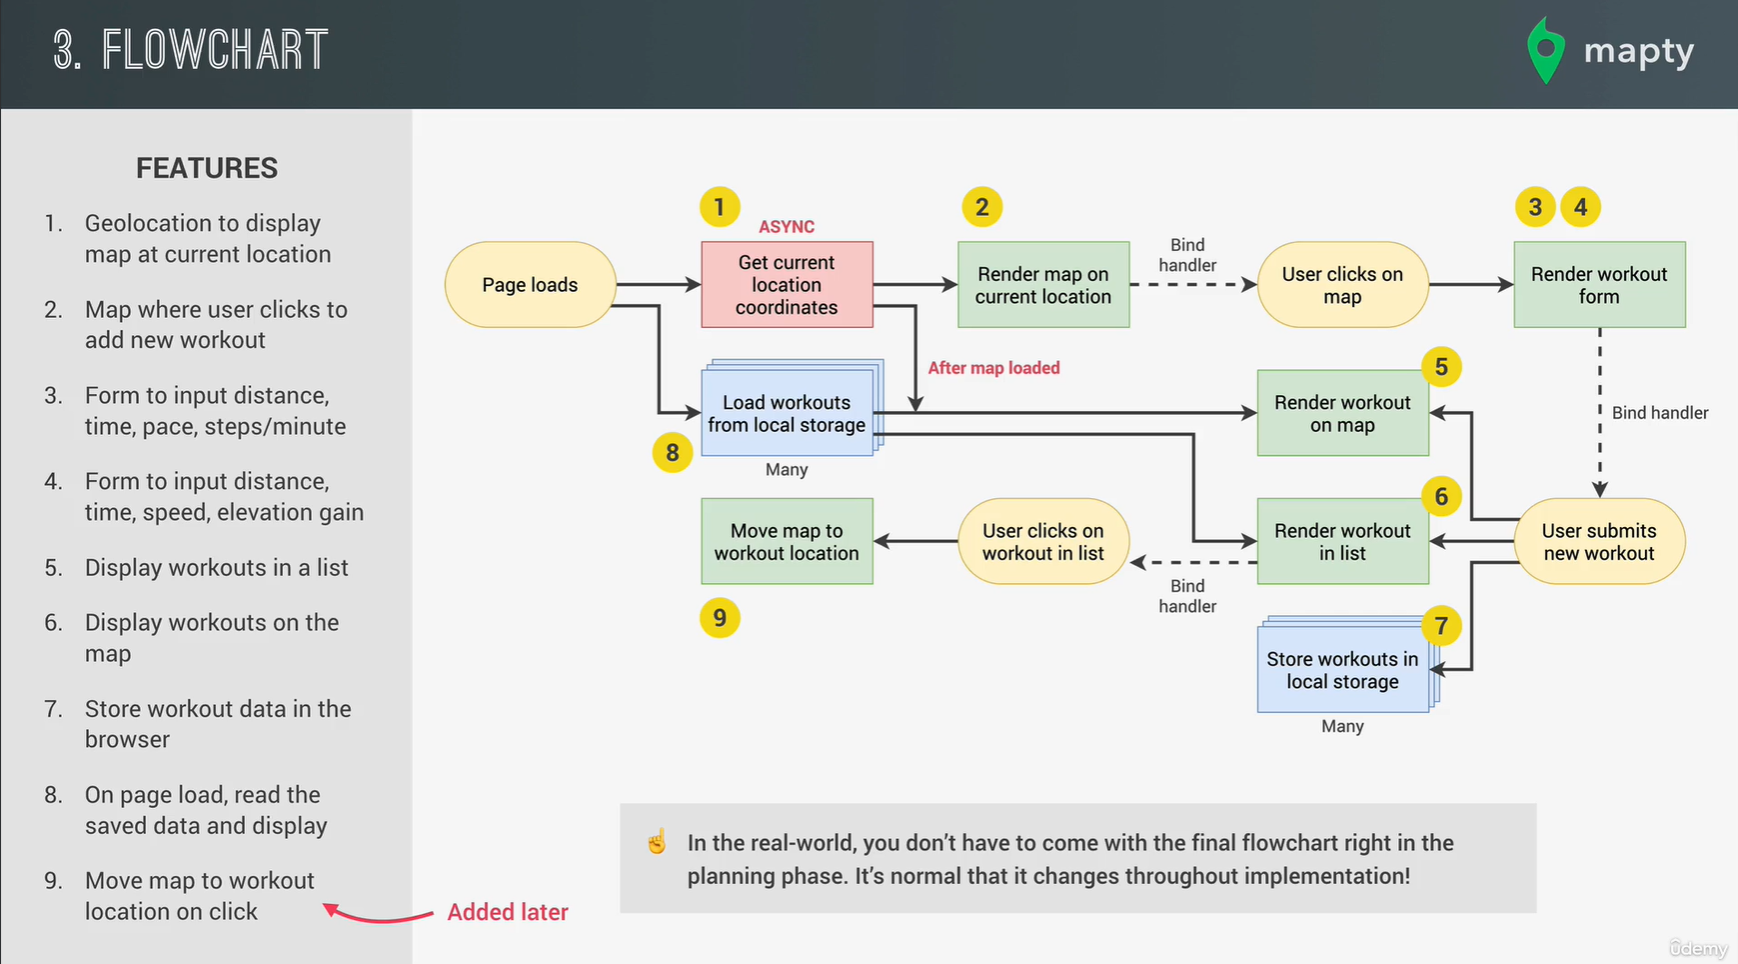 3. FLOWCHART
mapty
FEATURES
1. Geolocation to display
map at current location
2. Map where user clicks to
add new workout
3. Form to input distance,
time, pace, steps/minute
4. Form to input distance,
time, speed, elevation gain
5. Display workouts in a list
6. Display workouts on the
map
7. Store workout data in the
browser
8. On page load, read the
saved data and display
9. Move map to workout
location on click
Added later
Page loads
1
ASYNC
Get current
location
coordinates
2
Render map on
current location
Bind
handler
User clicks on
map
3 4
Render workout
form
After map loaded
Load workouts
from local storage
8
Many
5
Render workout
on map
Bind handler
Move map to
workout location
9
User clicks on
workout in list
Bind
handler
6
Render workout
in list
User submits
new workout
7
Store workouts in
local storage
Many
☝ In the real-world, you don’t have to come with the final flowchart right in the
planning phase. It’s normal that it changes throughout implementation!
ûdemy